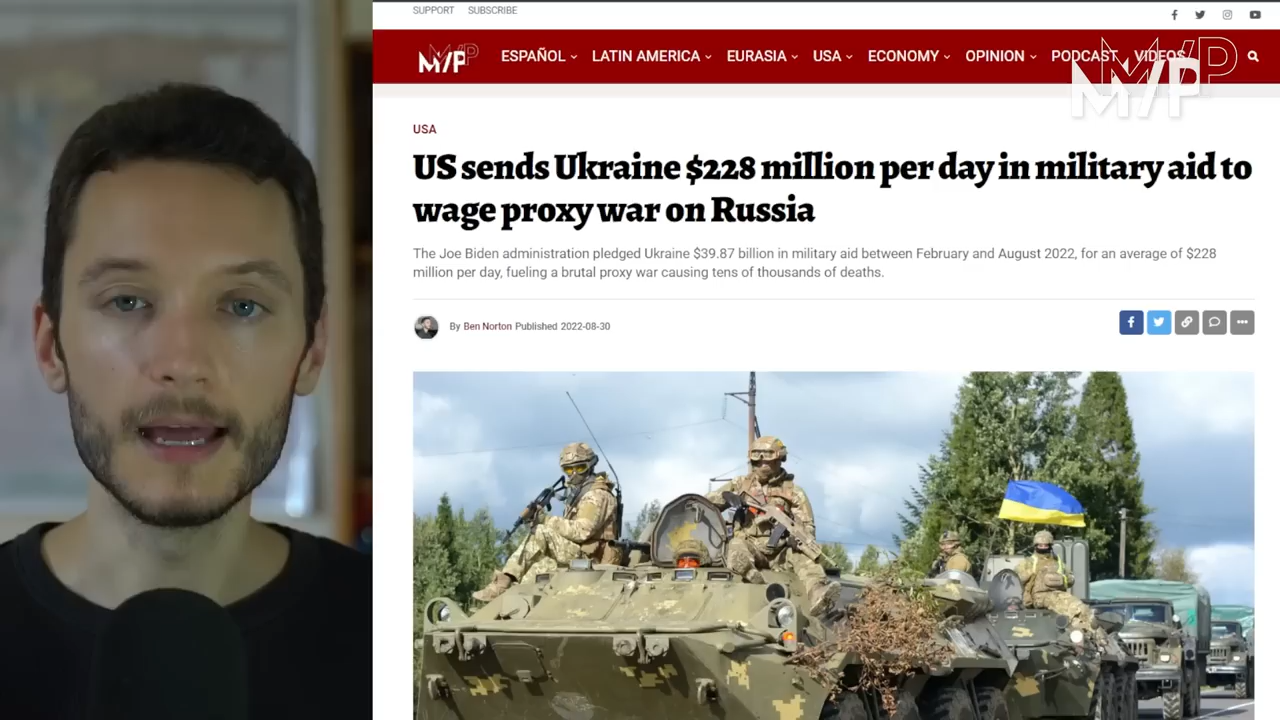 SUPPORT SUBSCRIBE
M/P ESPAÑOL LATIN AMERICA EURASIA USA ECONOMY OPINION PODCAST VIDEOS
M/P
USA
US sends Ukraine $228 million per day in military aid to
wage proxy war on Russia
The Joe Biden administration pledged Ukraine $39.87 billion in military aid between February and August 2022, for an average of $228
million per day, fueling a brutal proxy war causing tens of thousands of deaths.
By Ben Norton Published 2022-08-30